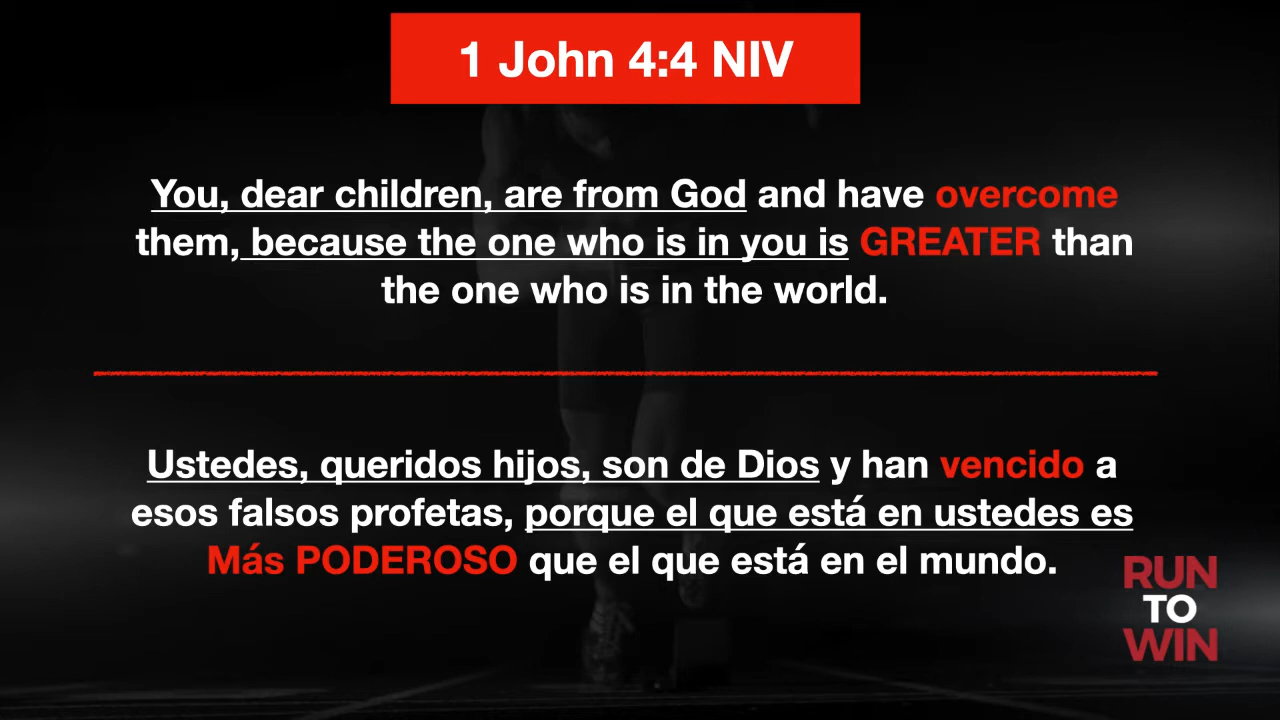 1 John 4:4 NIV
You, dear children, are from God and have overcome
them, because the one who is in you is GREATER than
the one who is in the world.
Ustedes, queridos hijos, son de Dios y han vencido a
esos falsos profetas, porque el que está en ustedes es
Más PODEROSO que el que está en el mundo.
RUN
TO
WIN